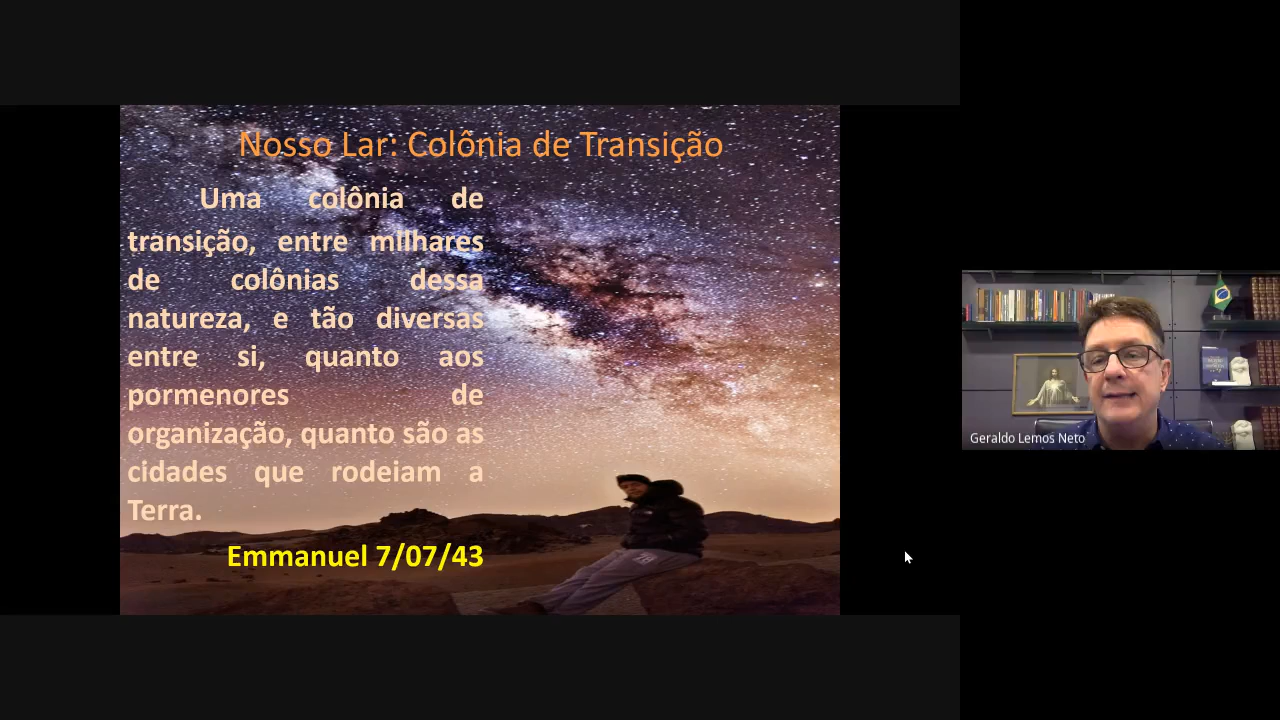 Nosso Lar: Colônia de Transição
Uma colônia de
transição, entre milhares
de colônias dessa
natureza, e tão diversas
entre si, quanto aos
pormenores de
organização, quanto são as
cidades que rodeiam a
Terra.
Emmanuel 7/07/43
Geraldo Lemos Neto